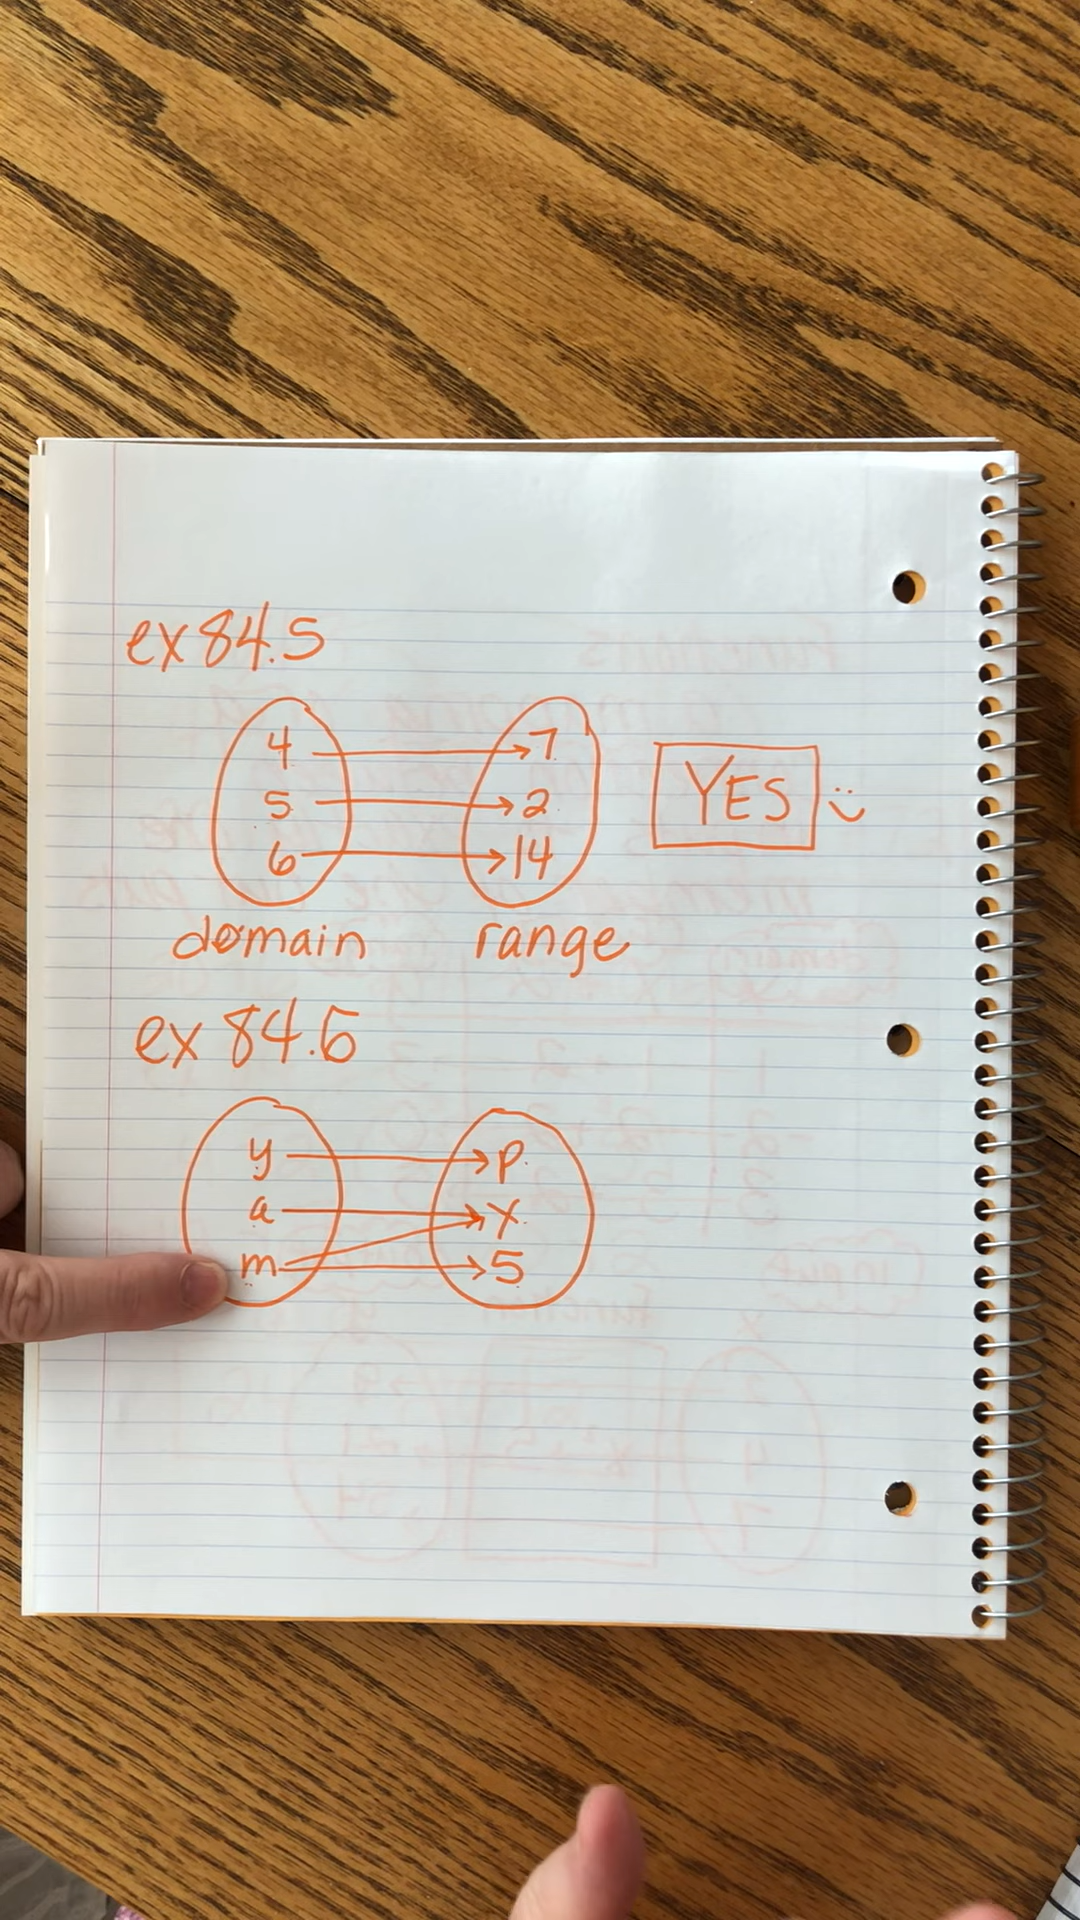 ex 84.5
4 → 7
5 → 2
6 → 14
YES
domain range
ex 84.6
y → p
a → x
m → 5